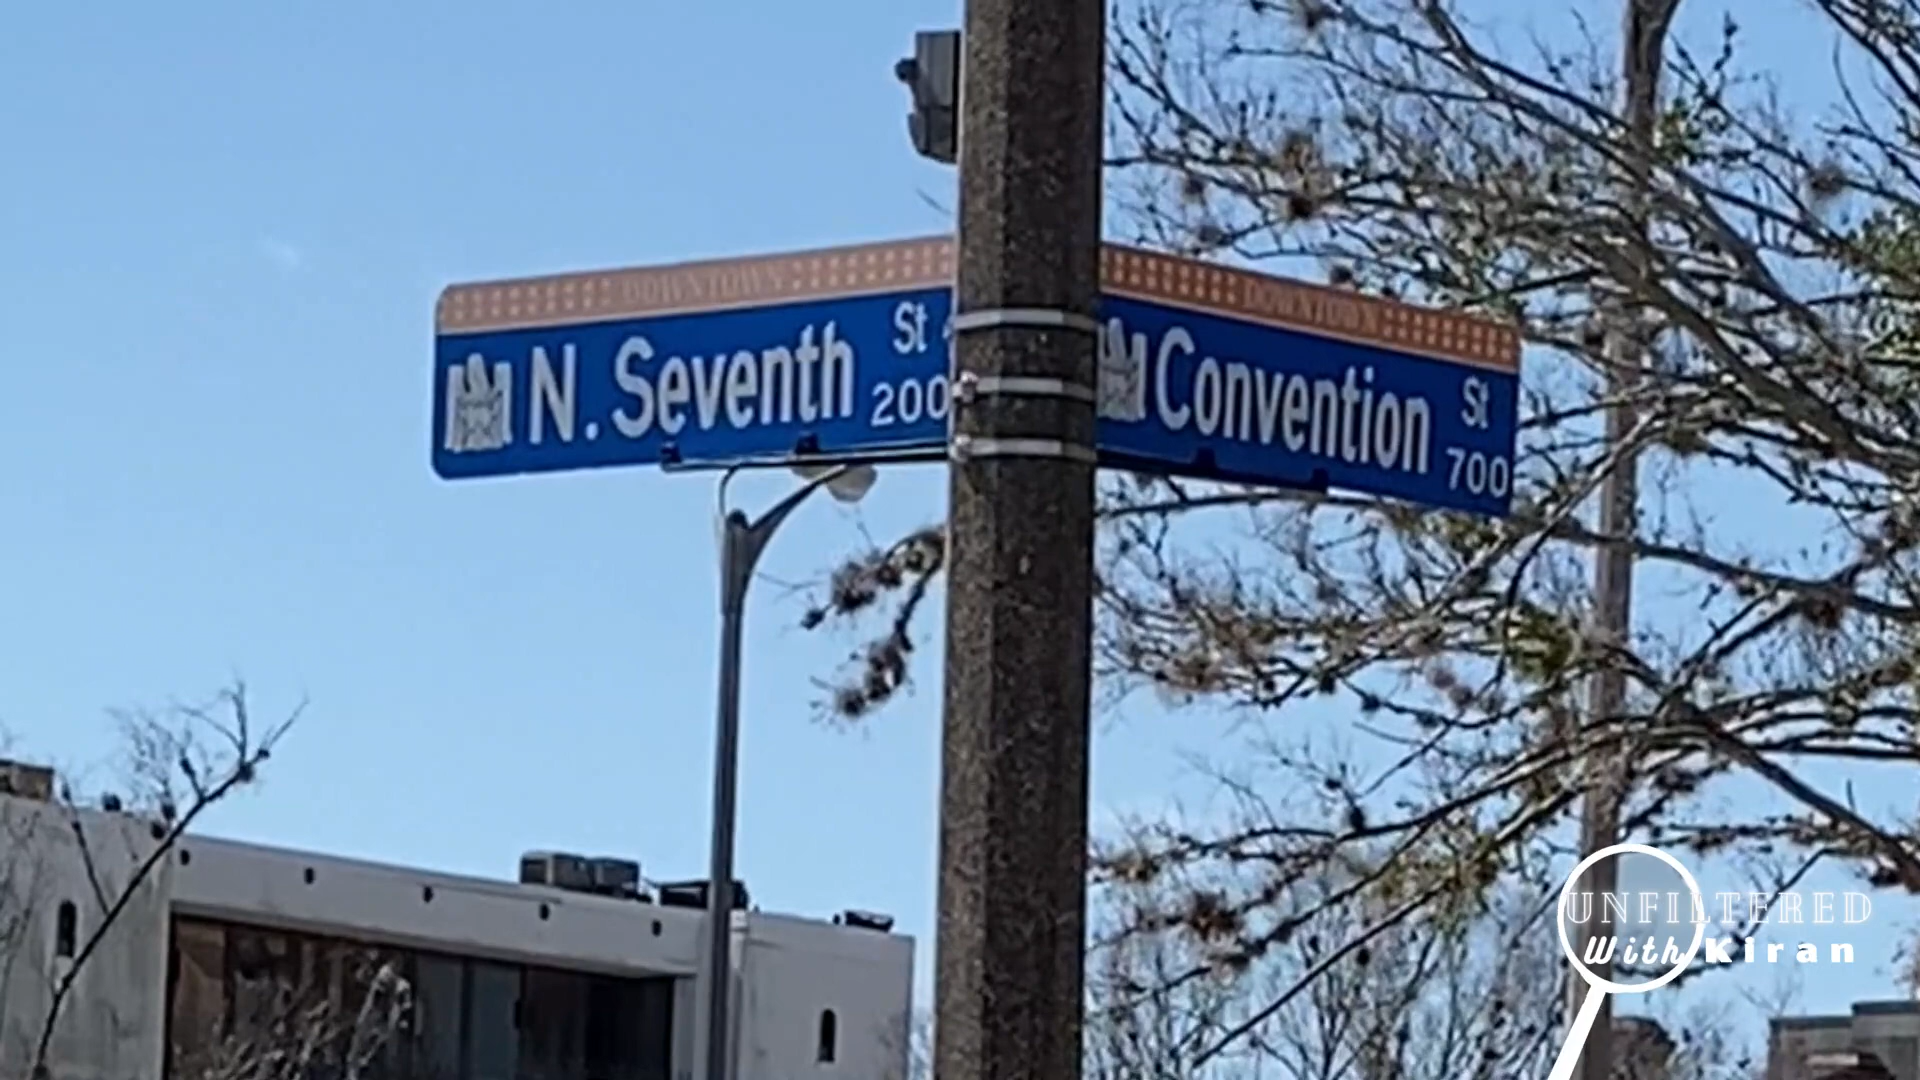 DOWNTOWN
N. Seventh St
200
DOWNTOWN
Convention St
700
UNFILTERED
With Kiran